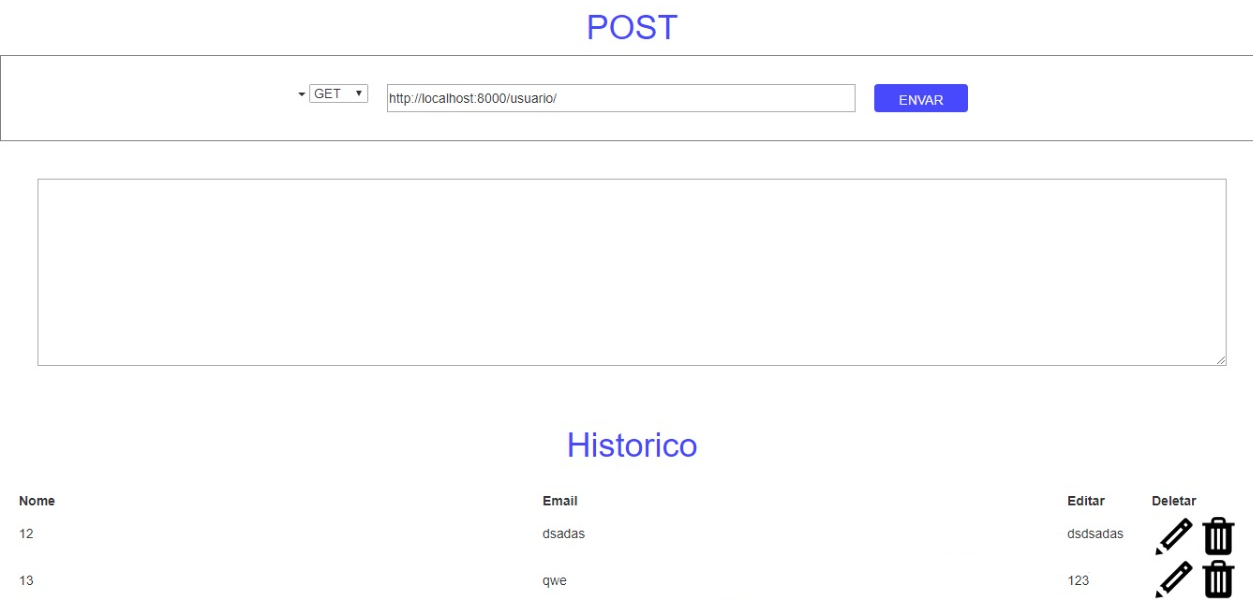 POST
GET http://localhost:8000/usuario/ ENVAR
Historico
Nome Email Editar Deletar
12 dsadas dsdsadas
13 qwe 123